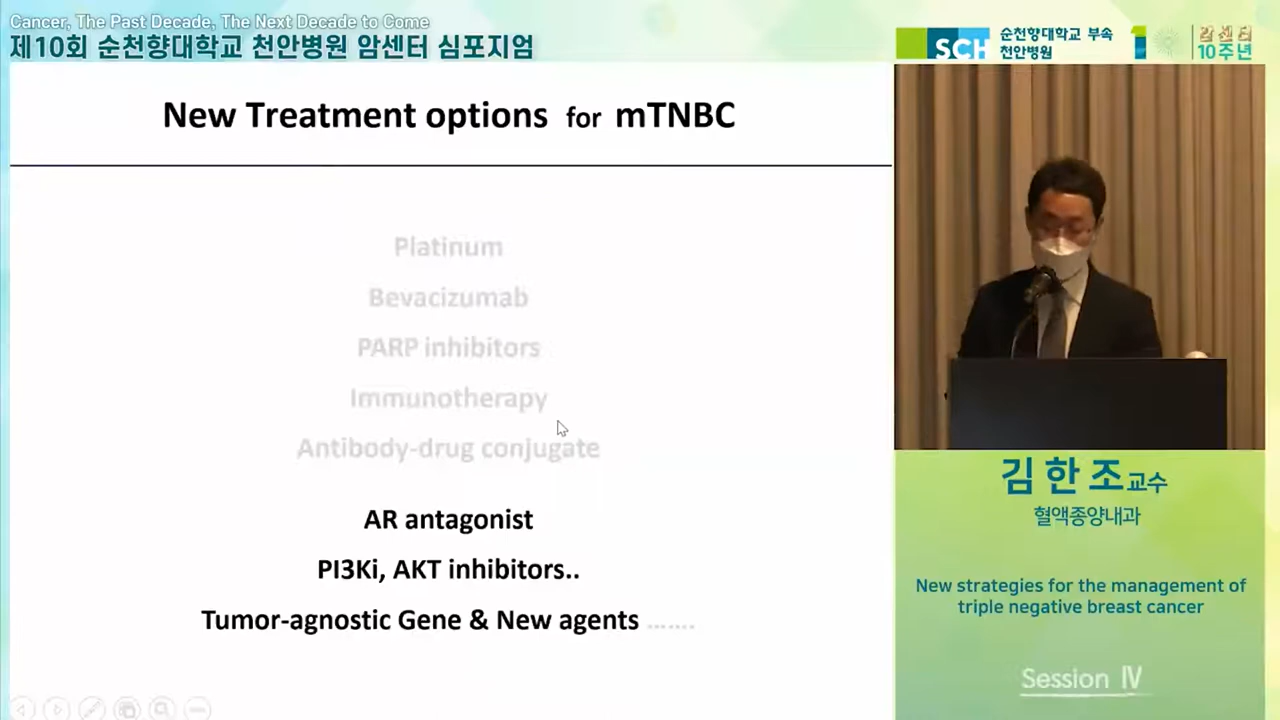 Cancer, The Past Decade, The Next Decade to Come
제10회 순천향대학교 천안병원 암센터 심포지엄
SCH
순천향대학교 부속
천안병원
암센터
10주년
New Treatment options for mTNBC
Platinum
Bevacizumab
PARP inhibitors
Immunotherapy
Antibody-drug conjugate
AR antagonist
PI3Ki, AKT inhibitors..
Tumor-agnostic Gene & New agents .......
김한조교수
혈액종양내과
New strategies for the management of
triple negative breast cancer
Session Ⅳ